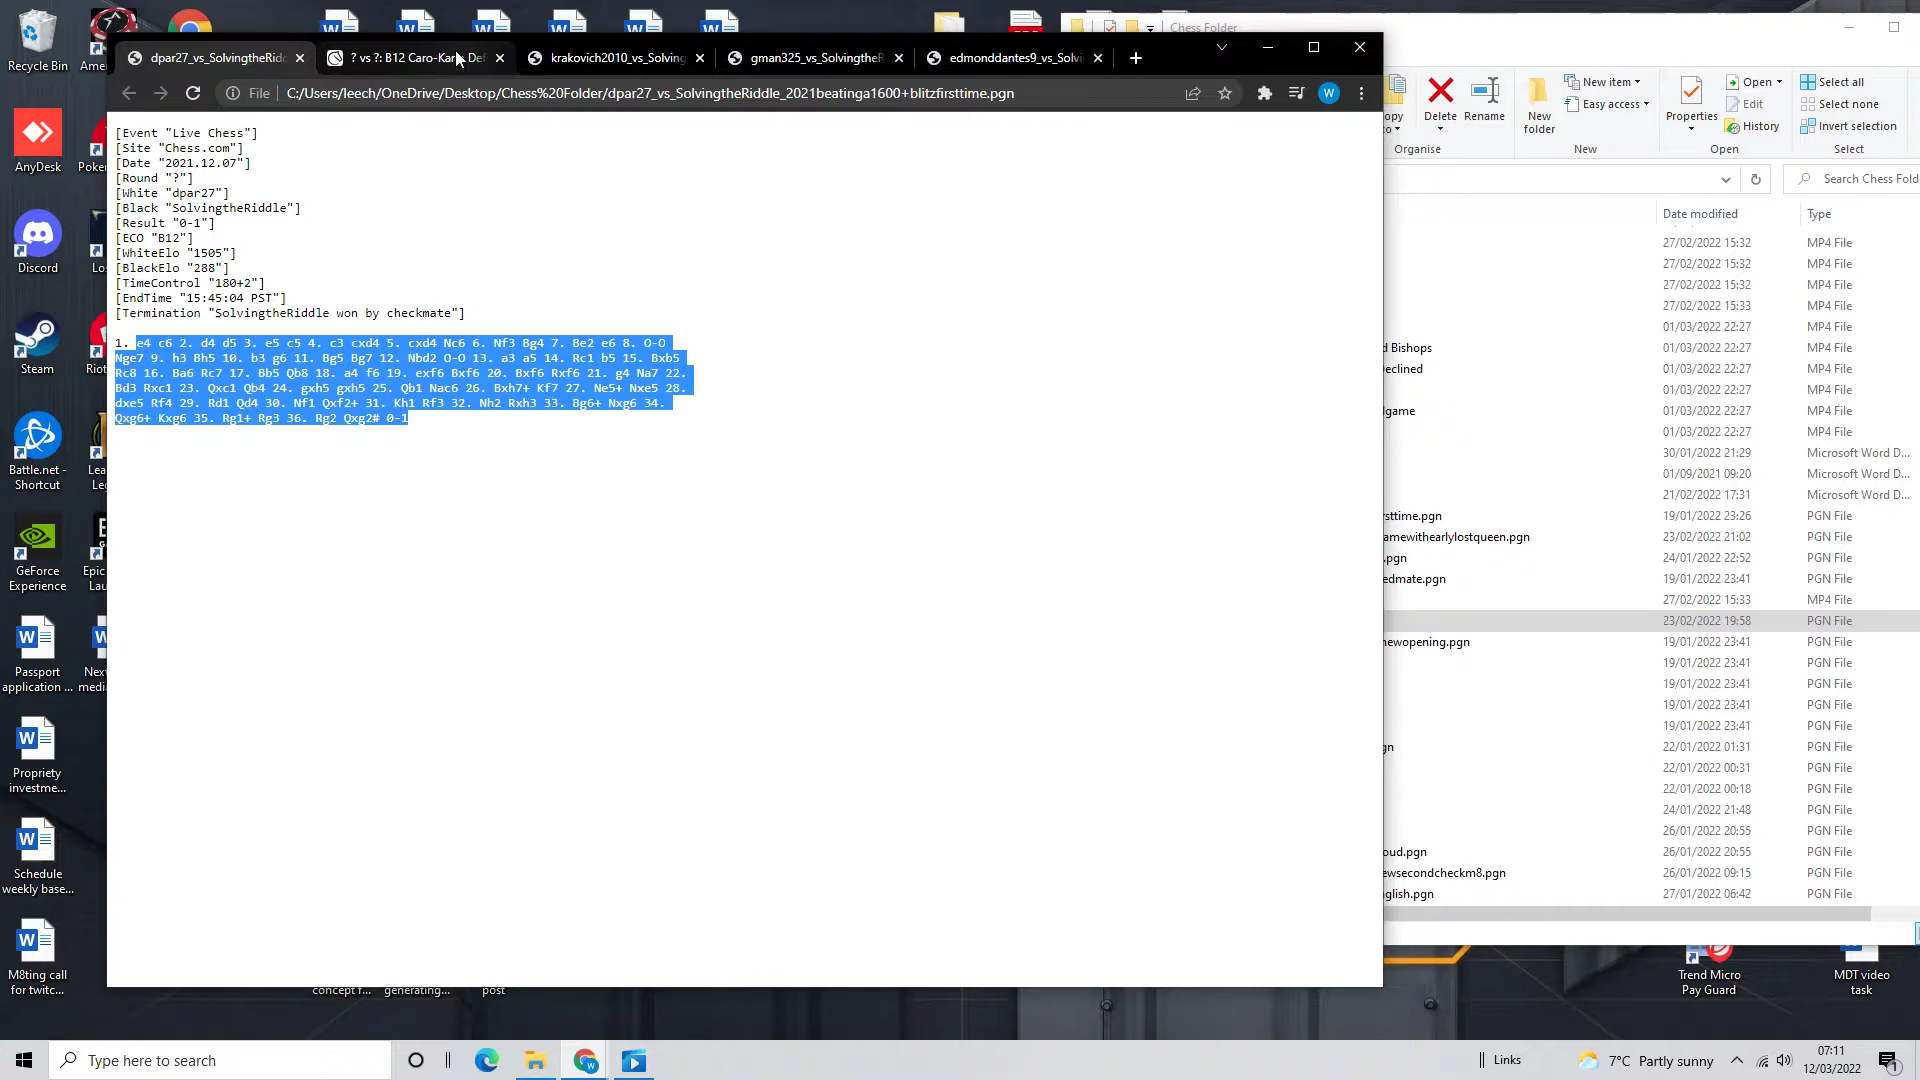 Recycle Bin
AnyDesk
Discord
Steam
Battle.net -
Shortcut
GeForce
Experience
Passport
application ...
Propriety
investme...
Schedule
weekly base...
M8ting call
for twitc...
dpar27_vs_SolvingtheRidd
? vs ?: B12 Caro-Kann Def
krakovich2010_vs_Solving
gman325_vs_SolvingtheR
edmonddantes9_vs_Solvi
File
C:/Users/leech/OneDrive/Desktop/Chess%20Folder/dpar27_vs_SolvingtheRiddle_2021beatinga1600+blitzfirsttime.pgn
W
[Event "Live Chess"]
[Site "Chess.com"]
[Date "2021.12.07"]
[Round "?"]
[White "dpar27"]
[Black "SolvingtheRiddle"]
[Result "0-1"]
[ECO "B12"]
[WhiteElo "1505"]
[BlackElo "288"]
[TimeControl "180+2"]
[EndTime "15:45:04 PST"]
[Termination "SolvingtheRiddle won by checkmate"]
1. e4 c6 2. d4 d5 3. e5 c5 4. c3 cxd4 5. cxd4 Nc6 6. Nf3 Bg4 7. Be2 e6 8. O-O
Nge7 9. h3 Bh5 10. b3 g6 11. Bg5 Bg7 12. Nbd2 O-O 13. a3 a5 14. Rc1 b5 15. Bxb5
Rc8 16. Ba6 Rc7 17. Bb5 Qb8 18. a4 f6 19. exf6 Bxf6 20. Bxf6 Rxf6 21. g4 Na7 22.
Bd3 Rxc1 23. Qxc1 Qb4 24. gxh5 gxh5 25. Qb1 Nac6 26. Bxh7+ Kf7 27. Ne5+ Nxe5 28.
dxe5 Rf4 29. Rd1 Qd4 30. Nf1 Qxf2+ 31. Kh1 Rf3 32. Nh2 Rxh3 33. Bg6+ Nxg6 34.
Qxg6+ Kxg6 35. Rg1+ Rg3 36. Rg2 Qxg2# 0-1
Chess Folder
Delete
Rename
New
folder
New item
Easy access
Properties
Open
Edit
History
Select all
Select none
Invert selection
Organise
New
Open
Select
Search Chess Fold
Date modified
Type
27/02/2022 15:32 MP4 File
27/02/2022 15:32 MP4 File
27/02/2022 15:32 MP4 File
27/02/2022 15:33 MP4 File
01/03/2022 22:27 MP4 File
d Bishops 01/03/2022 22:27 MP4 File
eclined 01/03/2022 22:27 MP4 File
01/03/2022 22:27 MP4 File
dgame 01/03/2022 22:27 MP4 File
01/03/2022 22:27 MP4 File
30/01/2022 21:29 Microsoft Word D...
01/09/2021 09:20 Microsoft Word D...
21/02/2022 17:31 Microsoft Word D...
rsttime.pgn 19/01/2022 23:26 PGN File
amewithearlylostqueen.pgn 23/02/2022 21:02 PGN File
.pgn 24/01/2022 22:52 PGN File
edmate.pgn 19/01/2022 23:41 PGN File
27/02/2022 15:33 MP4 File
23/02/2022 19:58 PGN File
newopening.pgn 19/01/2022 23:41 PGN File
19/01/2022 23:41 PGN File
19/01/2022 23:41 PGN File
19/01/2022 23:41 PGN File
19/01/2022 23:41 PGN File
gn 22/01/2022 01:31 PGN File
22/01/2022 00:31 PGN File
22/01/2022 00:18 PGN File
24/01/2022 21:48 PGN File
26/01/2022 20:55 PGN File
oud.pgn 26/01/2022 20:55 PGN File
ewsecondcheckm8.pgn 26/01/2022 09:15 PGN File
glish.pgn 27/01/2022 06:42 PGN File
concept f...
generating...
post
Trend Micro
Pay Guard
MDT video
task
Type here to search
Links
7°C Partly sunny
07:11
12/03/2022
1